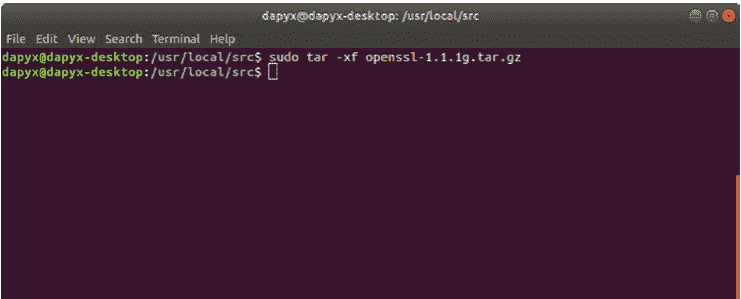 dapyx@dapyx-desktop: /usr/local/src
File Edit View Search Terminal Help
dapyx@dapyx-desktop:/usr/local/src$ sudo tar -xf openssl-1.1.1g.tar.gz
dapyx@dapyx-desktop:/usr/local/src$